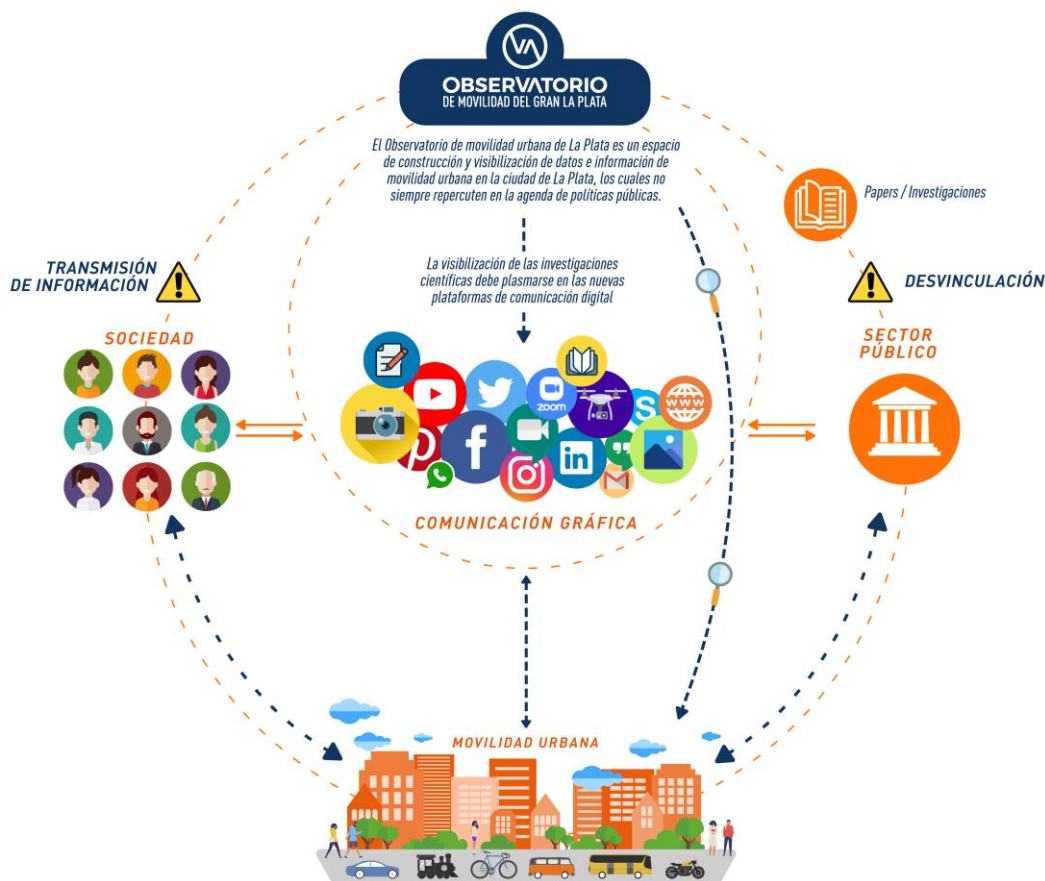 VA
OBSERVATORIO
DE MOVILIDAD DEL GRAN LA PLATA
El Observatorio de movilidad urbana de La Plata es un espacio
de construcción y visibilización de datos e información de
movilidad urbana en la ciudad de La Plata, los cuales no
siempre repercuten en la agenda de políticas públicas.
Papers / Investigaciones
TRANSMISIÓN
DE INFORMACIÓN
La visibilización de las investigaciones
científicas debe plasmarse en las nuevas
plataformas de comunicación digital
DESVINCULACIÓN
SOCIEDAD
SECTOR
PÚBLICO
zoom
S
WWW
f
in
COMUNICACIÓN GRÁFICA
MOVILIDAD URBANA